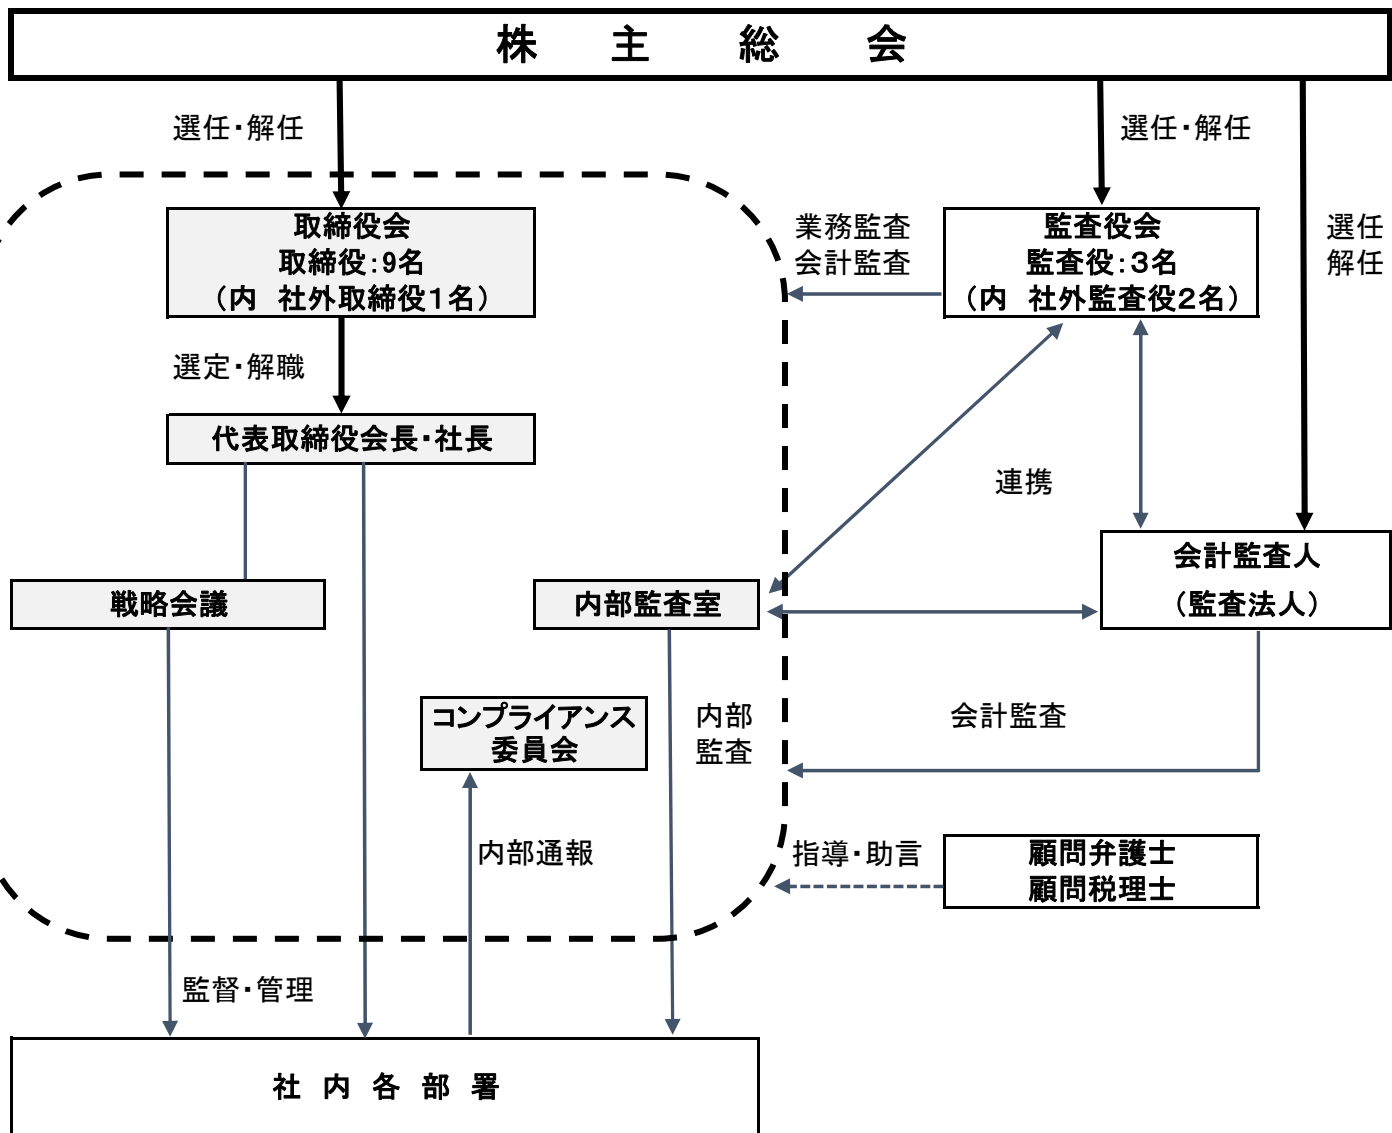 株　主　総　会
選任・解任
選任・解任
選任
解任
取締役会
取締役：9名
（内　社外取締役１名）
業務監査
会計監査
監査役会
監査役：３名
（内　社外監査役２名）
選定・解職
代表取締役会長・社長
連携
会計監査人
（監査法人）
戦略会議
内部監査室
コンプライアンス
委員会
内部
監査
会計監査
内部通報
指導・助言
顧問弁護士
顧問税理士
監督・管理
社　内　各　部　署